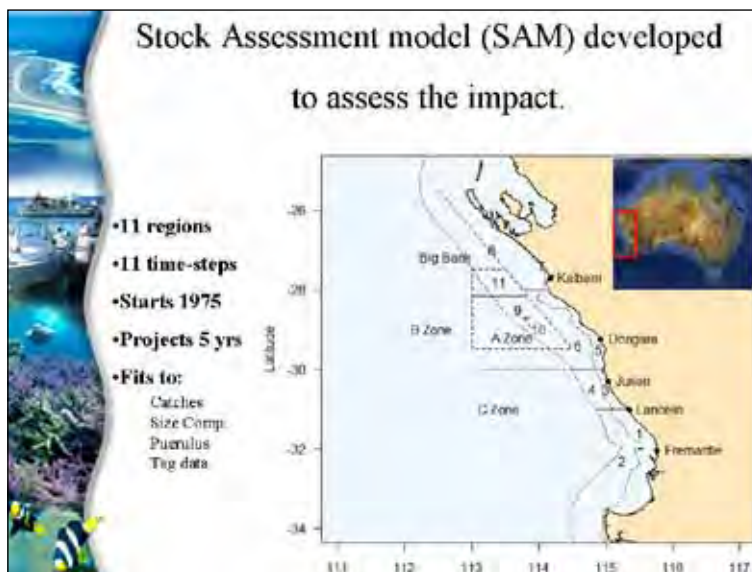 Stock Assessment model (SAM) developed
to assess the impact.
•11 regions
•11 time-steps
•Starts 1975
•Projects 5 yrs
•Fits to:
Catches
Size Comp.
Puerulus
Tag data
Latitude
-26
-28
-30
-32
-34
111
112
113
114
115
116
117
Big Bank
B Zone
A Zone
C Zone
8
11
9
10
6
5
4
3
1
2
Kalbarri
Dongara
Jurien
Lancelin
Fremantle